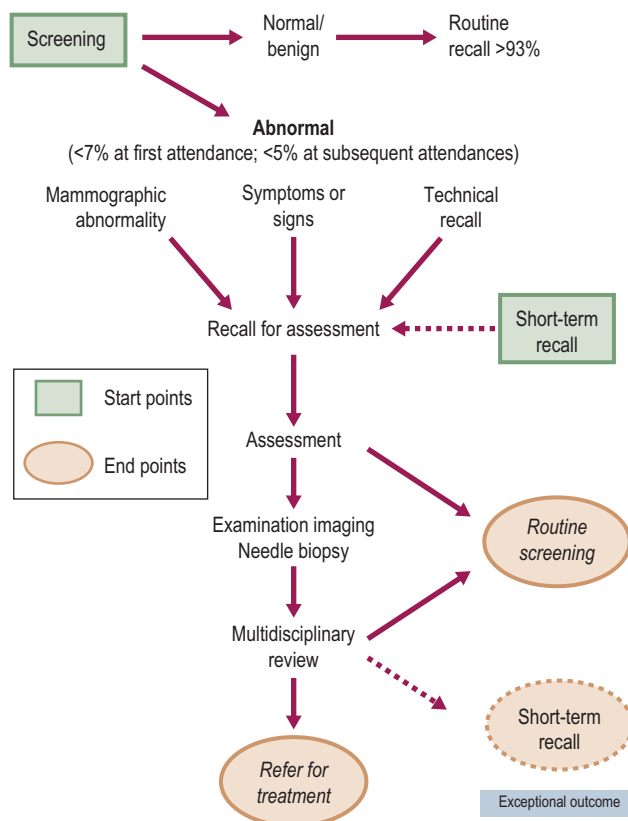 Screening
Normal/
benign
Routine
recall >93%
Abnormal
(<7% at first attendance; <5% at subsequent attendances)
Mammographic
abnormality
Symptoms or
signs
Technical
recall
Recall for assessment
Short-term
recall
Start points
End points
Assessment
Examination imaging
Needle biopsy
Routine
screening
Multidisciplinary
review
Short-term
recall
Refer for
treatment
Exceptional outcome